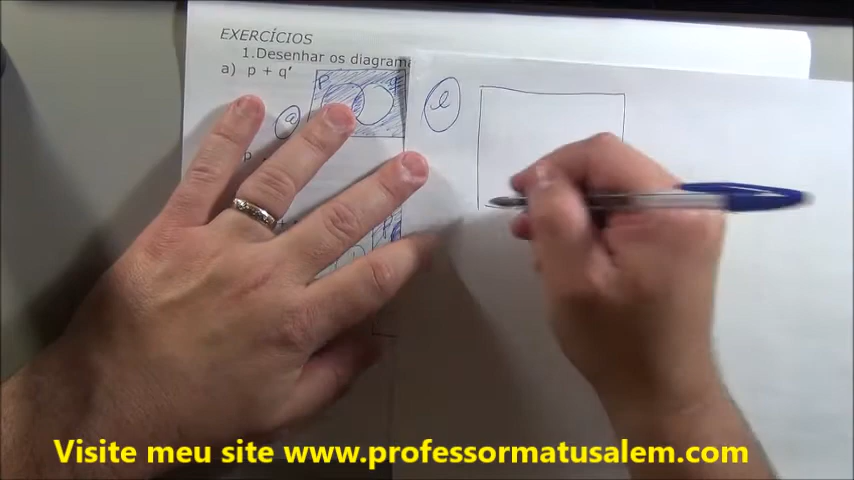 EXERCÍCIOS
1.Desenhar os diagrama
a) p + q'
a
P
q
e
p
p
Visite meu site www.professormatusalem.com